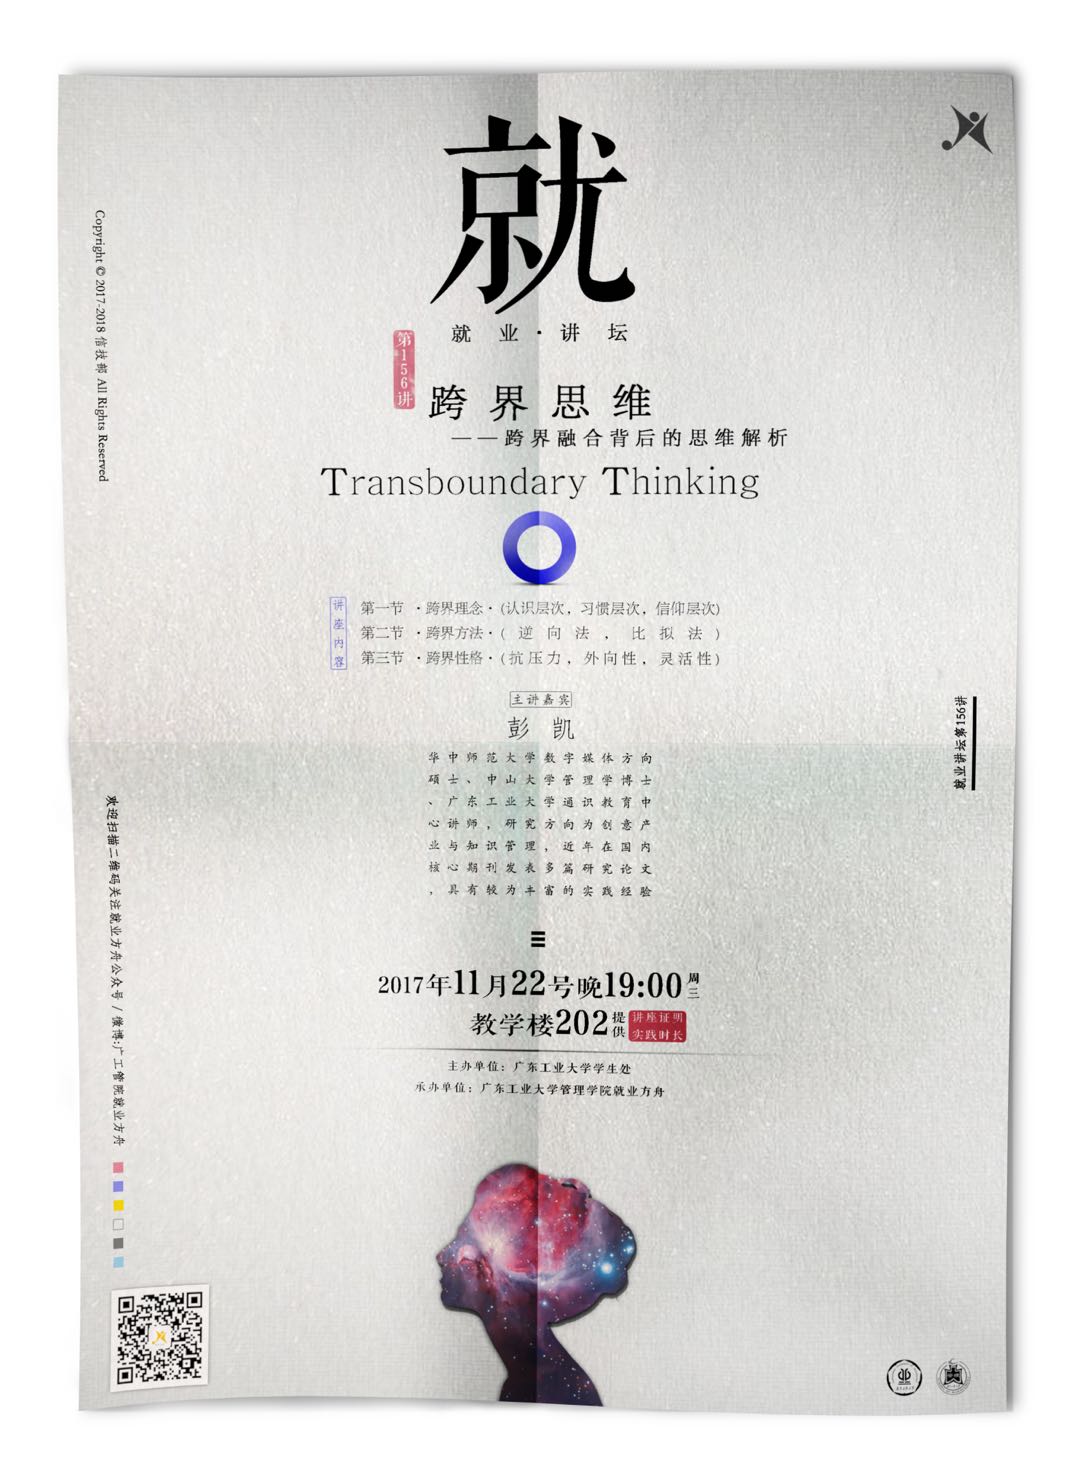 就
就业·讲坛
第156讲
跨界思维
——跨界融合背后的思维解析
Transboundary Thinking
讲座内容
第一节 ·跨界理念·(认识层次，习惯层次，信仰层次)
第二节 ·跨界方法·(逆向法，比拟法)
第三节 ·跨界性格·(抗压力，外向性，灵活性)
主讲嘉宾
彭凯
华中师范大学数字媒体方向
硕士、中山大学管理学博士
、广东工业大学通识教育中
心讲师，研究方向为创意产
业与知识管理，近年在国内
核心期刊发表多篇研究论文
，具有较为丰富的实践经验
2017年11月22号晚19:00周三
教学楼202提供 讲座证明 实践时长
主办单位：广东工业大学学生处
承办单位：广东工业大学管理学院就业方舟
Copyright © 2017-2018 信技部 All Rights Reserved
欢迎扫描二维码关注就业方舟公众号 / 微博:广工管院就业方舟
就业讲坛第156讲